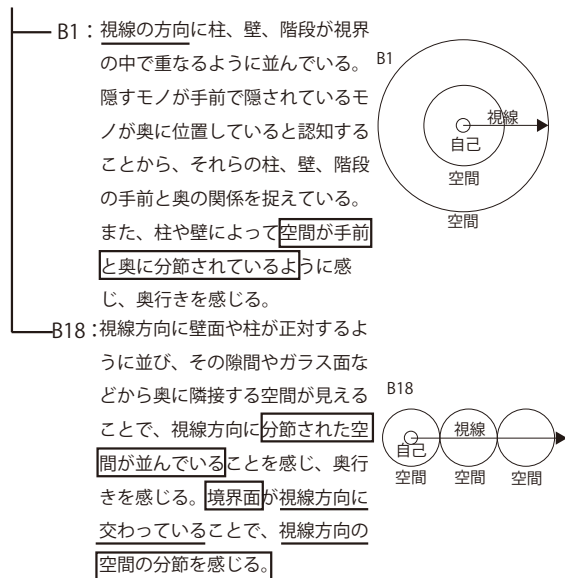 B1：視線の方向に柱、壁、階段が視界
の中で重なるように並んでいる。
隠すモノが手前で隠されているモ
ノが奥に位置していると認知する
ことから、それらの柱、壁、階段
の手前と奥の関係を捉えている。
また、柱や壁によって空間が手前
と奥に分節されているように感
じ、奥行きを感じる。
B1
視線
自己
空間
空間
B18：視線方向に壁面や柱が正対するよ
うに並び、その隙間やガラス面な
どから奥に隣接する空間が見える
ことで、視線方向に分節された空
間が並んでいることを感じ、奥行
きを感じる。境界面が視線方向に
交わっていることで、視線方向の
空間の分節を感じる。
B18
視線
自己
空間 空間 空間